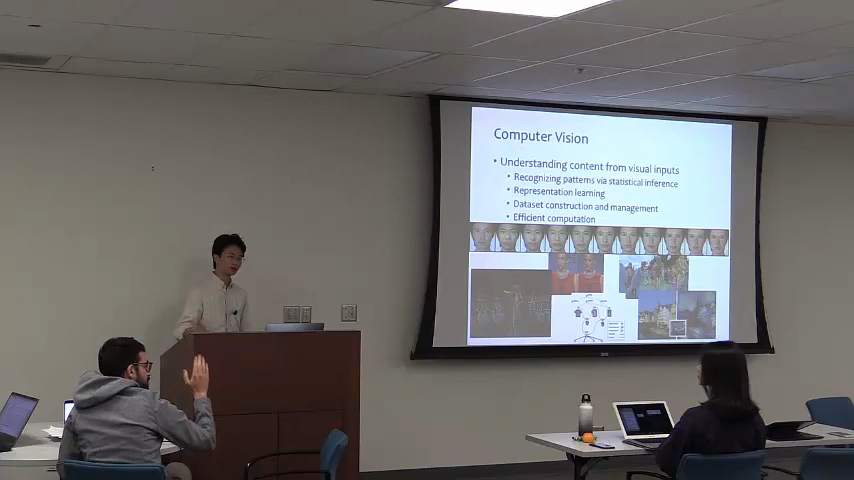 Computer Vision
• Understanding content from visual inputs
• Recognizing patterns via statistical inference
• Representation learning
• Dataset construction and management
• Efficient computation